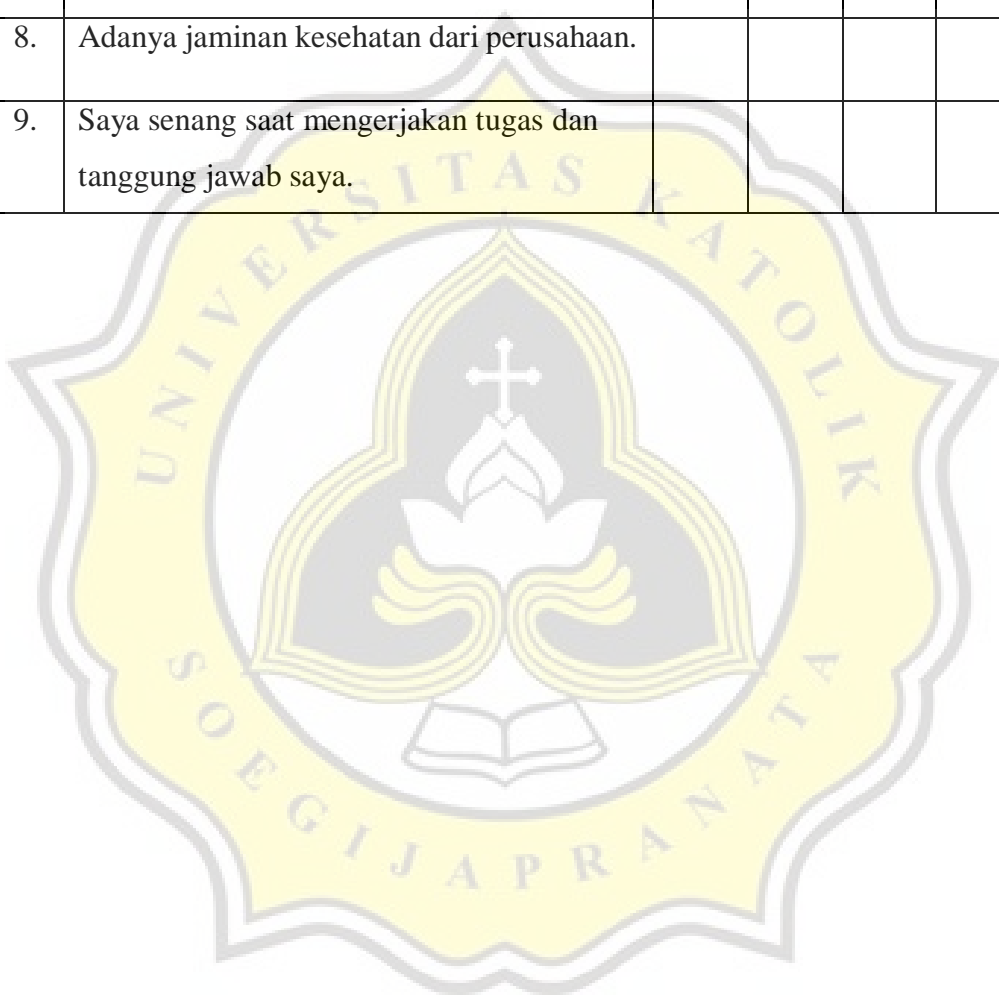 8. Adanya jaminan kesehatan dari perusahaan.
9. Saya senang saat mengerjakan tugas dan
tanggung jawab saya.
UNIVERSITAS KATOLIK
SOEGIJAPRANATA